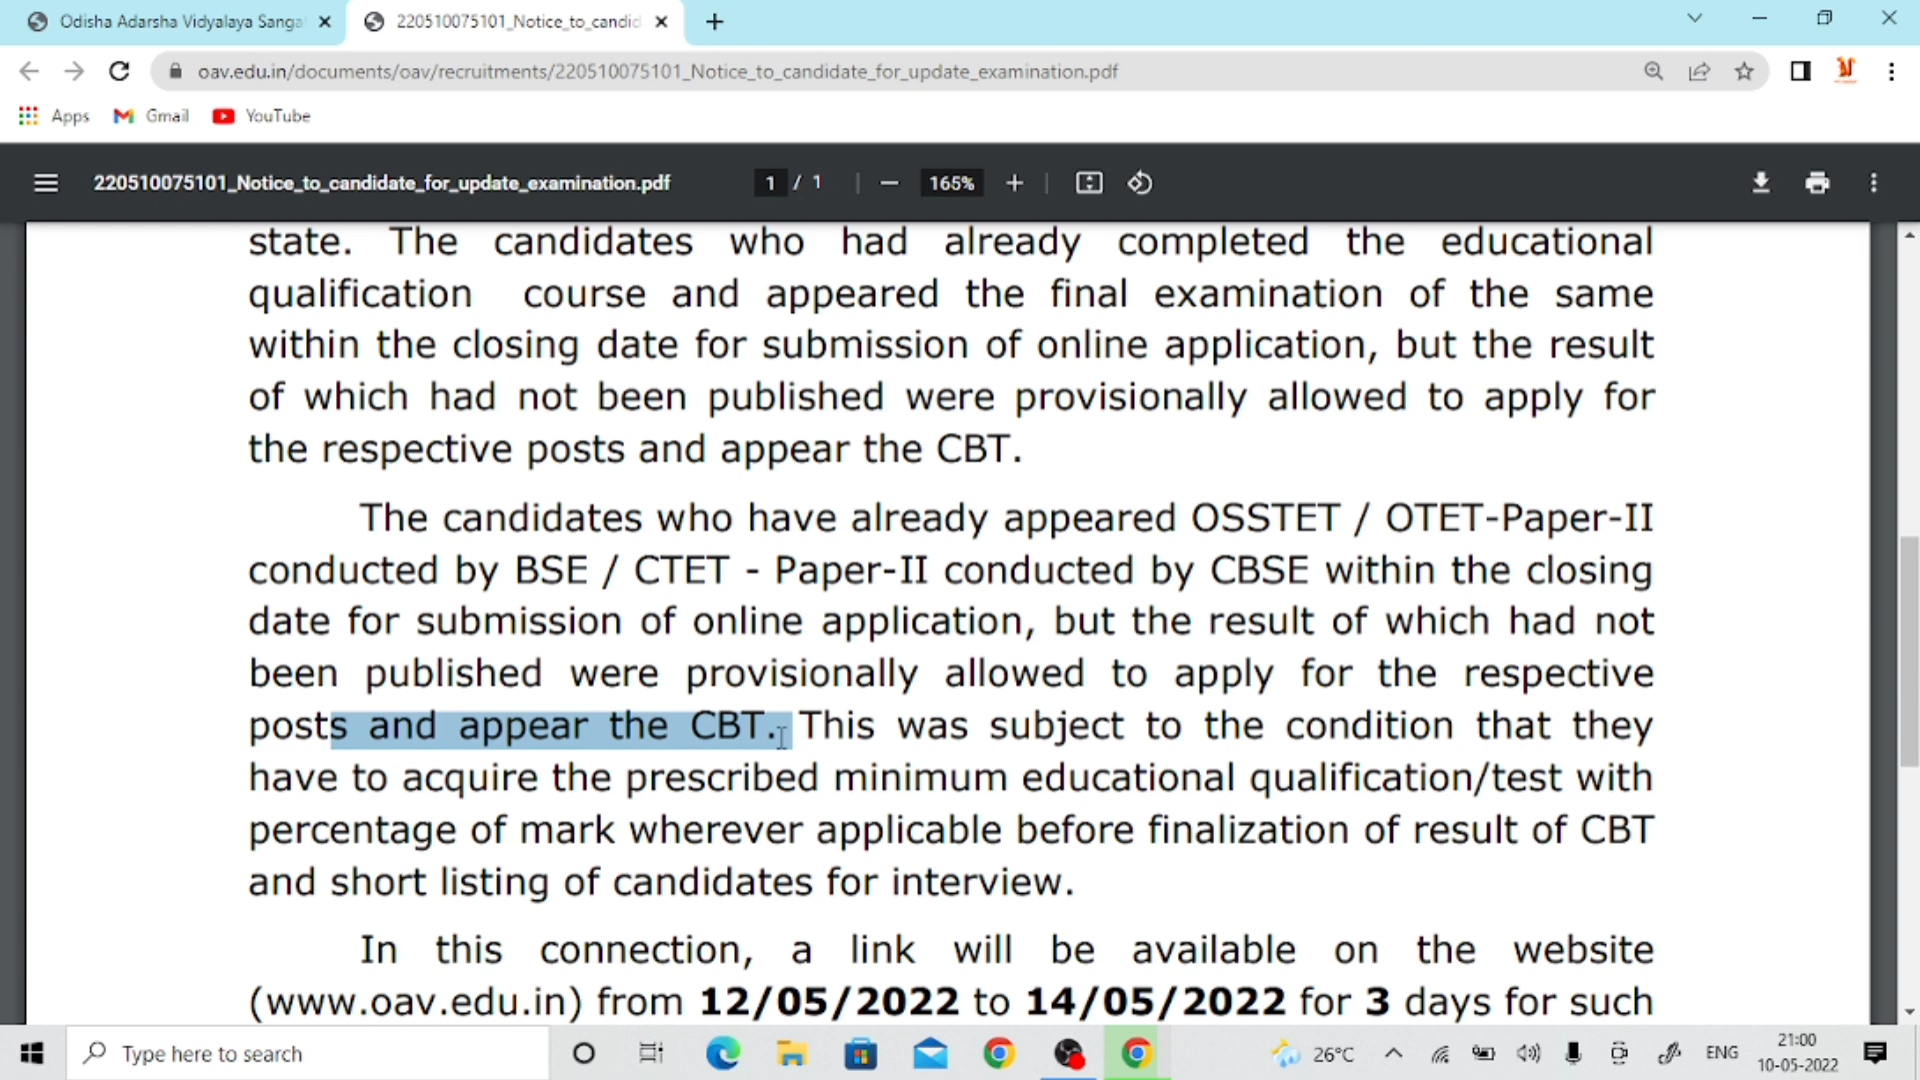 Odisha Adarsha Vidyalaya Sanga
220510075101_Notice_to_candid
oav.edu.in/documents/oav/recruitments/220510075101_Notice_to_candidate_for_update_examination.pdf
Apps
Gmail
YouTube
220510075101_Notice_to_candidate_for_update_examination.pdf
1 / 1
165%
state. The candidates who had already completed the educational
qualification course and appeared the final examination of the same
within the closing date for submission of online application, but the result
of which had not been published were provisionally allowed to apply for
the respective posts and appear the CBT.
The candidates who have already appeared OSSTET / OTET-Paper-II
conducted by BSE / CTET - Paper-II conducted by CBSE within the closing
date for submission of online application, but the result of which had not
been published were provisionally allowed to apply for the respective
posts and appear the CBT. This was subject to the condition that they
have to acquire the prescribed minimum educational qualification/test with
percentage of mark wherever applicable before finalization of result of CBT
and short listing of candidates for interview.
In this connection, a link will be available on the website
(www.oav.edu.in) from 12/05/2022 to 14/05/2022 for 3 days for such
Type here to search
26°C
ENG
21:00
10-05-2022